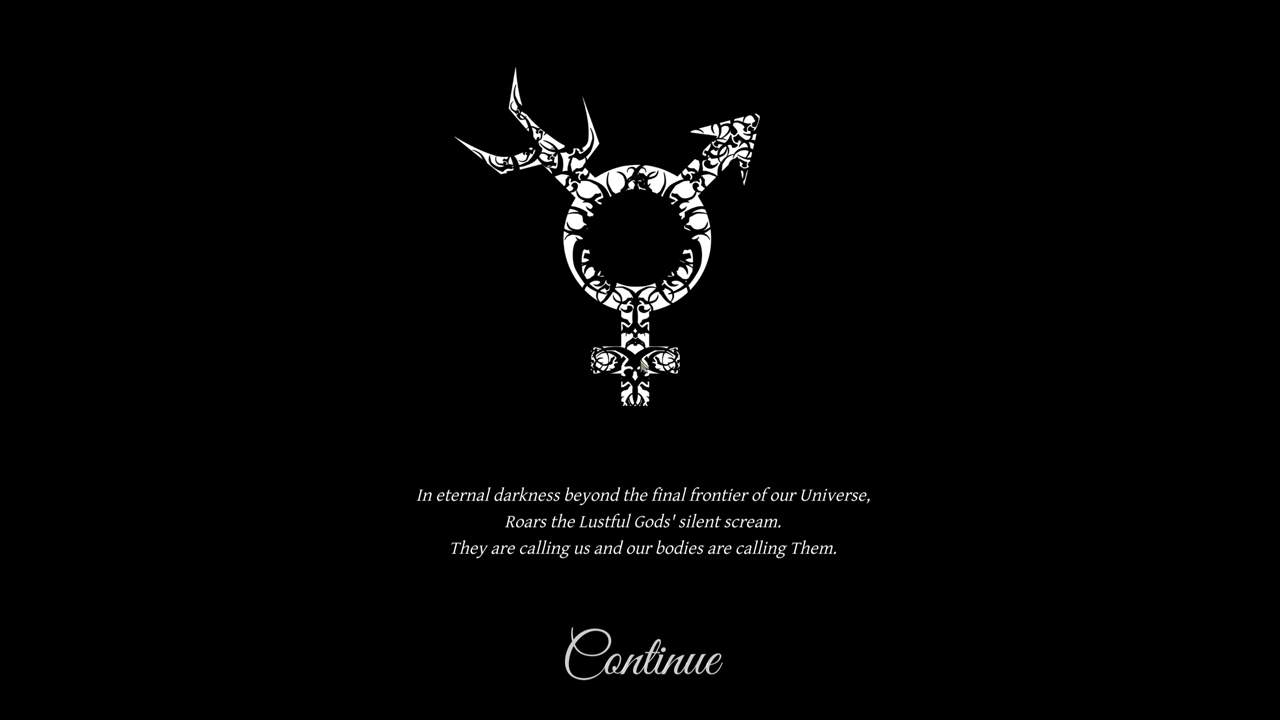 In eternal darkness beyond the final frontier of our Universe,
Roars the Lustful Gods' silent scream.
They are calling us and our bodies are calling Them.
Continue